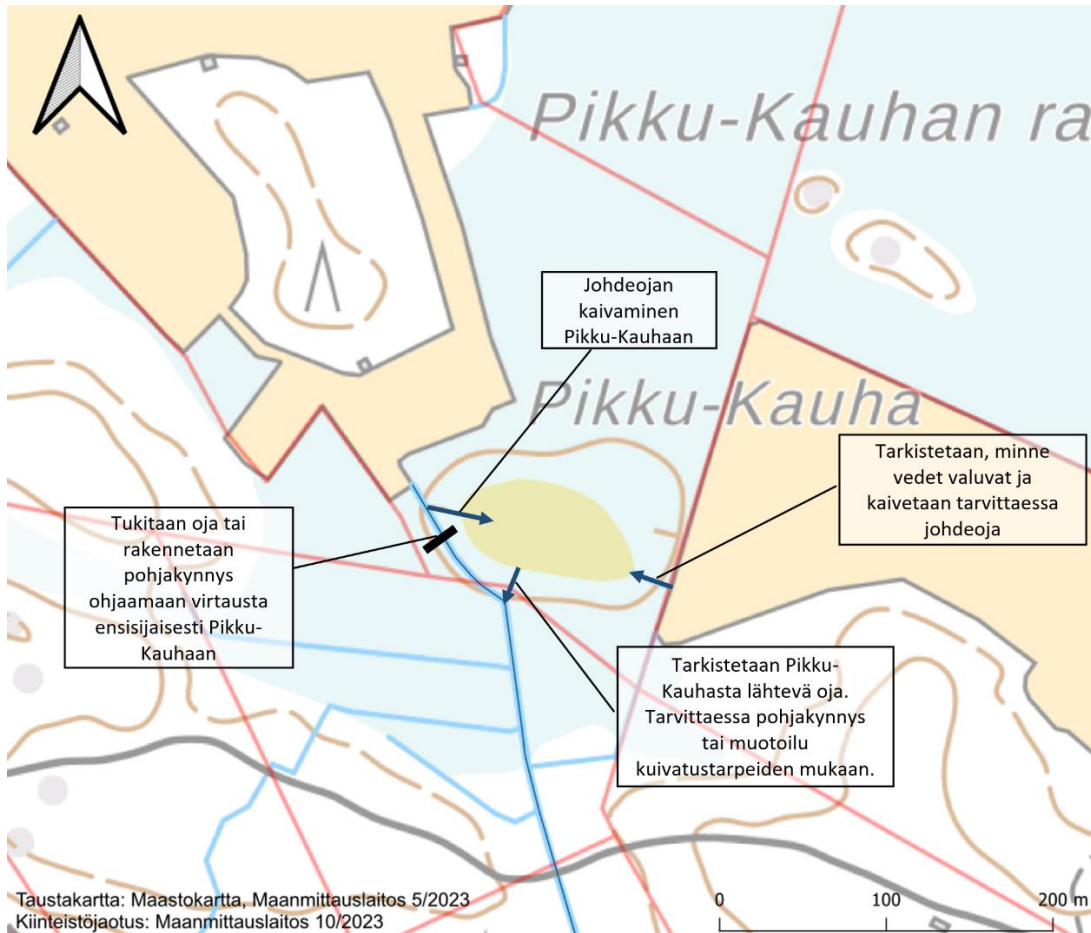 Pikku-Kauhan ra
Johdeojan
kaivaminen
Pikku-Kauhaan
Pikku-Kauha
Tarkistetaan, minne
vedet valuvat ja
kaivetaan tarvittaessa
johdeoja
Tukitaan oja tai
rakennetaan
pohjakynnys
ohjaamaan virtausta
ensisijaisesti Pikku-
Kauhaan
Tarkistetaan Pikku-
Kauhasta lähtevä oja.
Tarvittaessa pohjakynnys
tai muotoilu
kuivatustarpeiden mukaan.
Taustakartta: Maastokartta, Maanmittauslaitos 5/2023
Kiinteistöjaotus: Maanmittauslaitos 10/2023
0 100 200 m